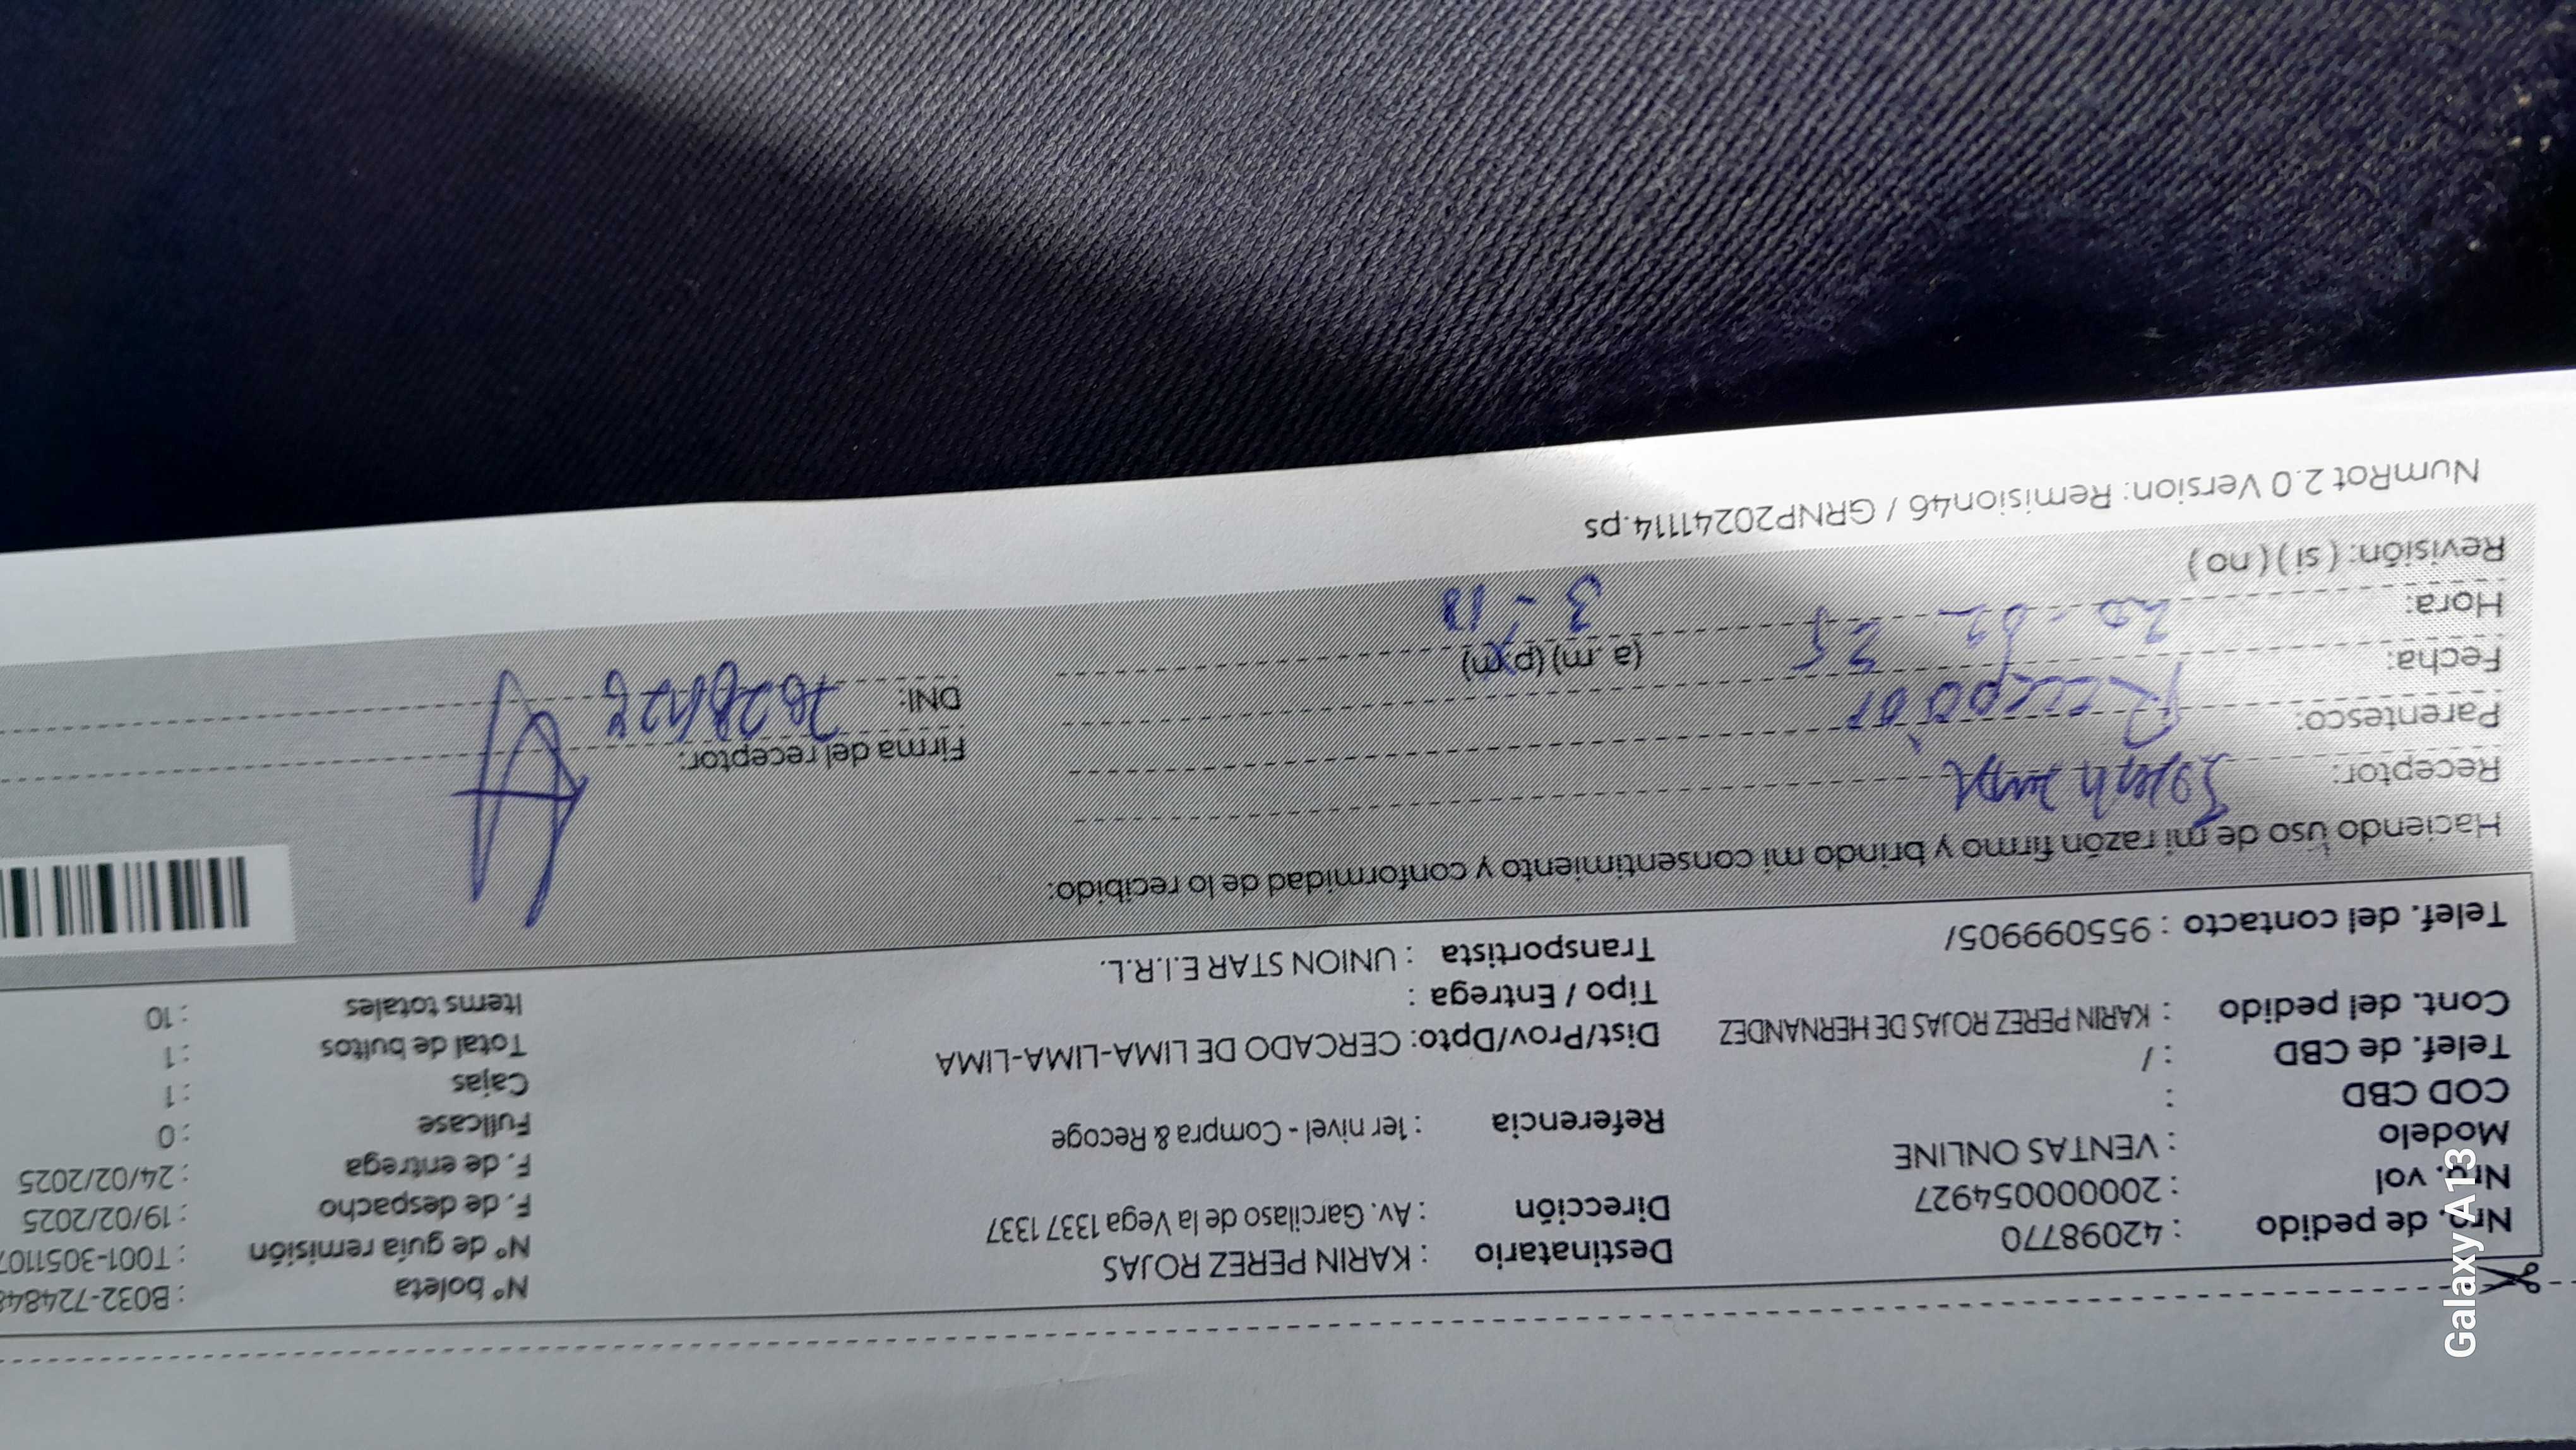 Nro. de pedido : 42098770
Nro. vol : 20000054927
Modelo : VENTAS ONLINE
COD CBD :
Telef. de CBD : /
Cont. del pedido : KARIN PEREZ ROJAS DE HERNANDEZ
Telef. del contacto : 955099905/
Destinatario : KARIN PEREZ ROJAS
Dirección : Av. Garcilaso de la Vega 1337 1337
Referencia : 1er nivel - Compra & Recoge
Dist/Prov/Dpto: CERCADO DE LIMA-LIMA-LIMA
Tipo / Entrega :
Transportista : UNION STAR E.I.R.L.
N° boleta : B032-72484
N° de guía remisión : T001-305110
F. de despacho : 19/02/2025
F. de entrega : 24/02/2025
Fullcase : 0
Cajas : 1
Total de bultos : 1
Items totales : 10
Haciendo uso de mi razón firmo y brindo mi consentimiento y conformidad de lo recibido:
Receptor:
Parentesco: Receptor
Fecha: 20-02-25
Hora: (a.m) (p.m) 3-18
Revisión: ( si ) ( no )
Firma del receptor:
DNI:
NumRot 2.0 Version: Remision46 / GRNP20241114.ps
Galaxy A13